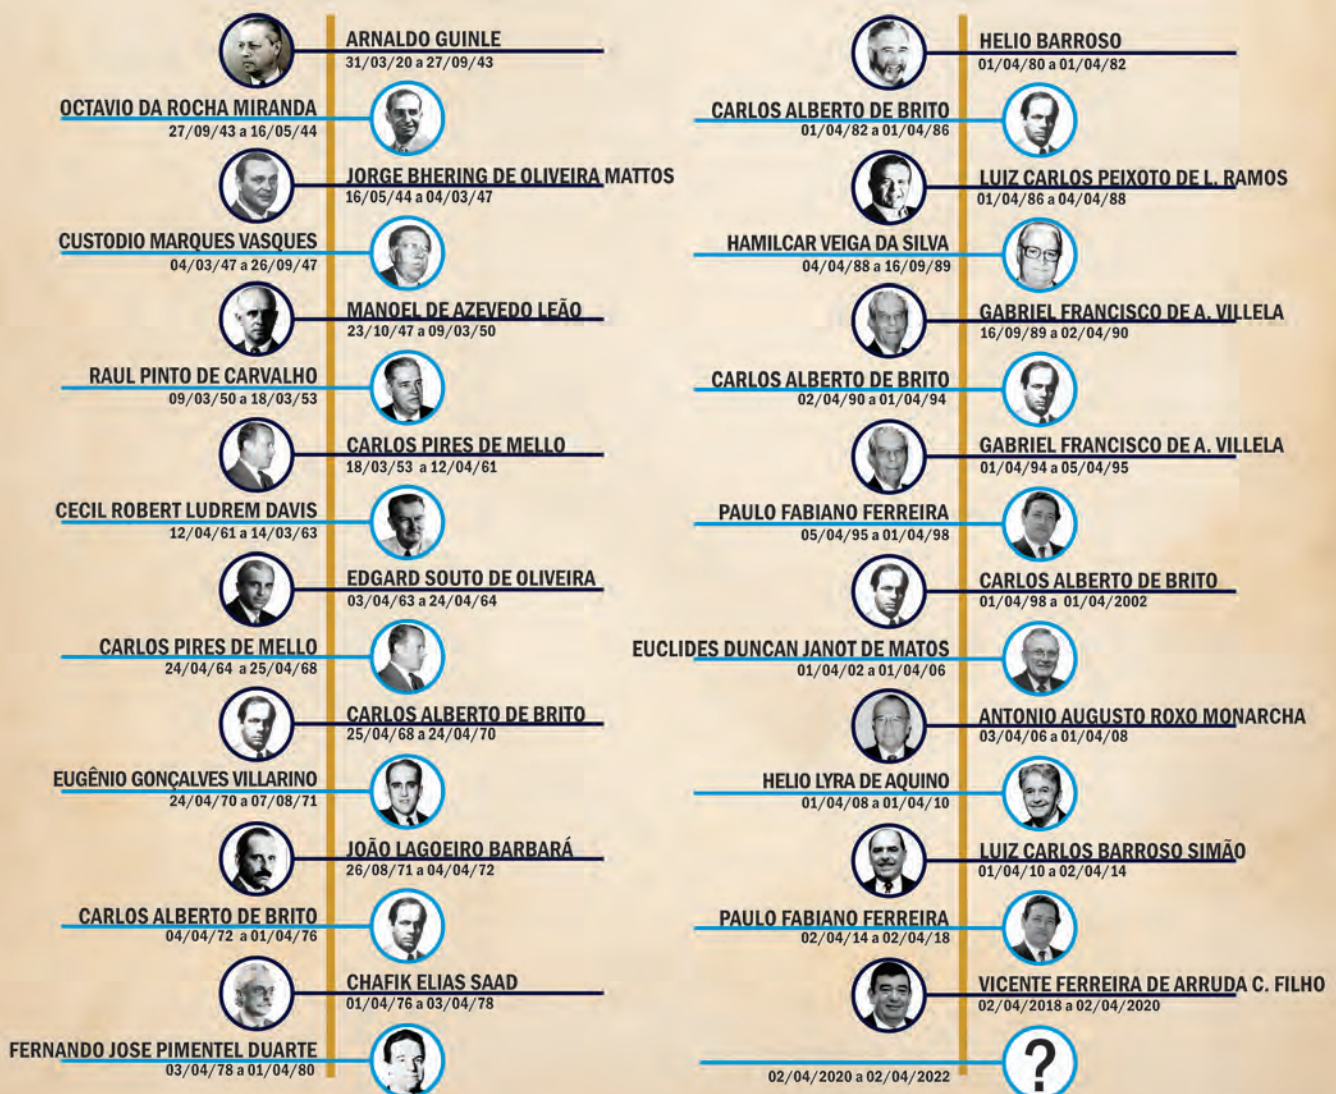 ARNALDO GUINLE
31/03/20 a 27/09/43
OCTAVIO DA ROCHA MIRANDA
27/09/43 a 16/05/44
JORGE BHERING DE OLIVEIRA MATTOS
16/05/44 a 04/03/47
CUSTODIO MARQUES VASQUES
04/03/47 a 26/09/47
MANOEL DE AZEVEDO LEÃO
23/10/47 a 09/03/50
RAUL PINTO DE CARVALHO
09/03/50 a 18/03/53
CARLOS PIRES DE MELLO
18/03/53 a 12/04/61
CECIL ROBERT LUDREM DAVIS
12/04/61 a 14/03/63
EDGARD SOUTO DE OLIVEIRA
03/04/63 a 24/04/64
CARLOS PIRES DE MELLO
24/04/64 a 25/04/68
CARLOS ALBERTO DE BRITO
25/04/68 a 24/04/70
EUGÊNIO GONÇALVES VILLARINO
24/04/70 a 07/08/71
JOÃO LAGOEIRO BARBARÁ
26/08/71 a 04/04/72
CARLOS ALBERTO DE BRITO
04/04/72 a 01/04/76
CHAFIK ELIAS SAAD
01/04/76 a 03/04/78
FERNANDO JOSE PIMENTEL DUARTE
03/04/78 a 01/04/80
HELIO BARROSO
01/04/80 a 01/04/82
CARLOS ALBERTO DE BRITO
01/04/82 a 01/04/86
LUIZ CARLOS PEIXOTO DE L. RAMOS
01/04/86 a 04/04/88
HAMILCAR VEIGA DA SILVA
04/04/88 a 16/09/89
GABRIEL FRANCISCO DE A. VILLELA
16/09/89 a 02/04/90
CARLOS ALBERTO DE BRITO
02/04/90 a 01/04/94
GABRIEL FRANCISCO DE A. VILLELA
01/04/94 a 05/04/95
PAULO FABIANO FERREIRA
05/04/95 a 01/04/98
CARLOS ALBERTO DE BRITO
01/04/98 a 01/04/2002
EUCLIDES DUNCAN JANOT DE MATOS
01/04/02 a 01/04/06
ANTONIO AUGUSTO ROXO MONARCHA
03/04/06 a 01/04/08
HELIO LYRA DE AQUINO
01/04/08 a 01/04/10
LUIZ CARLOS BARROSO SIMÃO
01/04/10 a 02/04/14
PAULO FABIANO FERREIRA
02/04/14 a 02/04/18
VICENTE FERREIRA DE ARRUDA C. FILHO
02/04/2018 a 02/04/2020
?
02/04/2020 a 02/04/2022